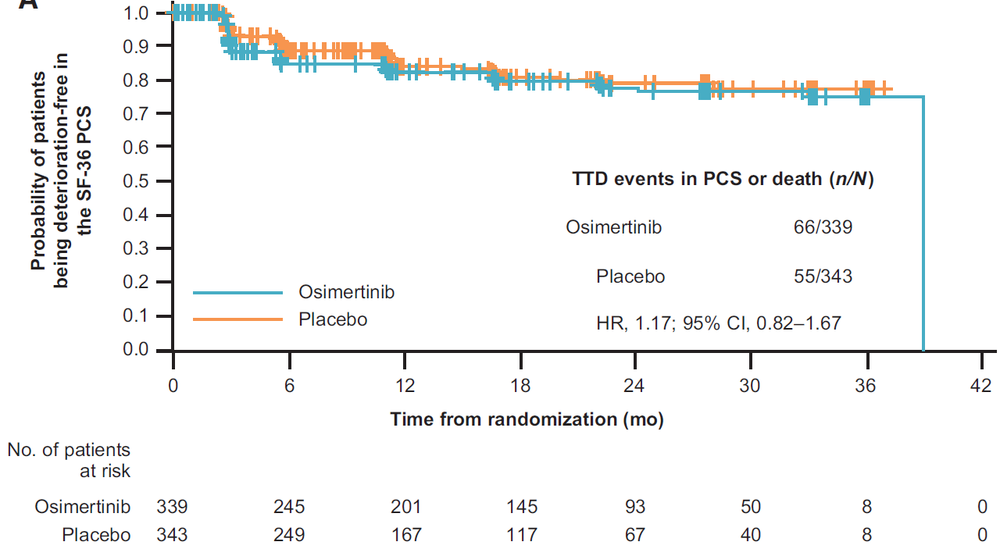 A
Probability of patients
being deterioration-free in
the SF-36 PCS
1.0
0.9
0.8
0.7
0.6
0.5
0.4
0.3
0.2
0.1
0.0
TTD events in PCS or death (n/N)
Osimertinib 66/339
Placebo 55/343
HR, 1.17; 95% CI, 0.82–1.67
Osimertinib
Placebo
0 6 12 18 24 30 36 42
Time from randomization (mo)
No. of patients
at risk
Osimertinib 339 245 201 145 93 50 8 0
Placebo 343 249 167 117 67 40 8 0